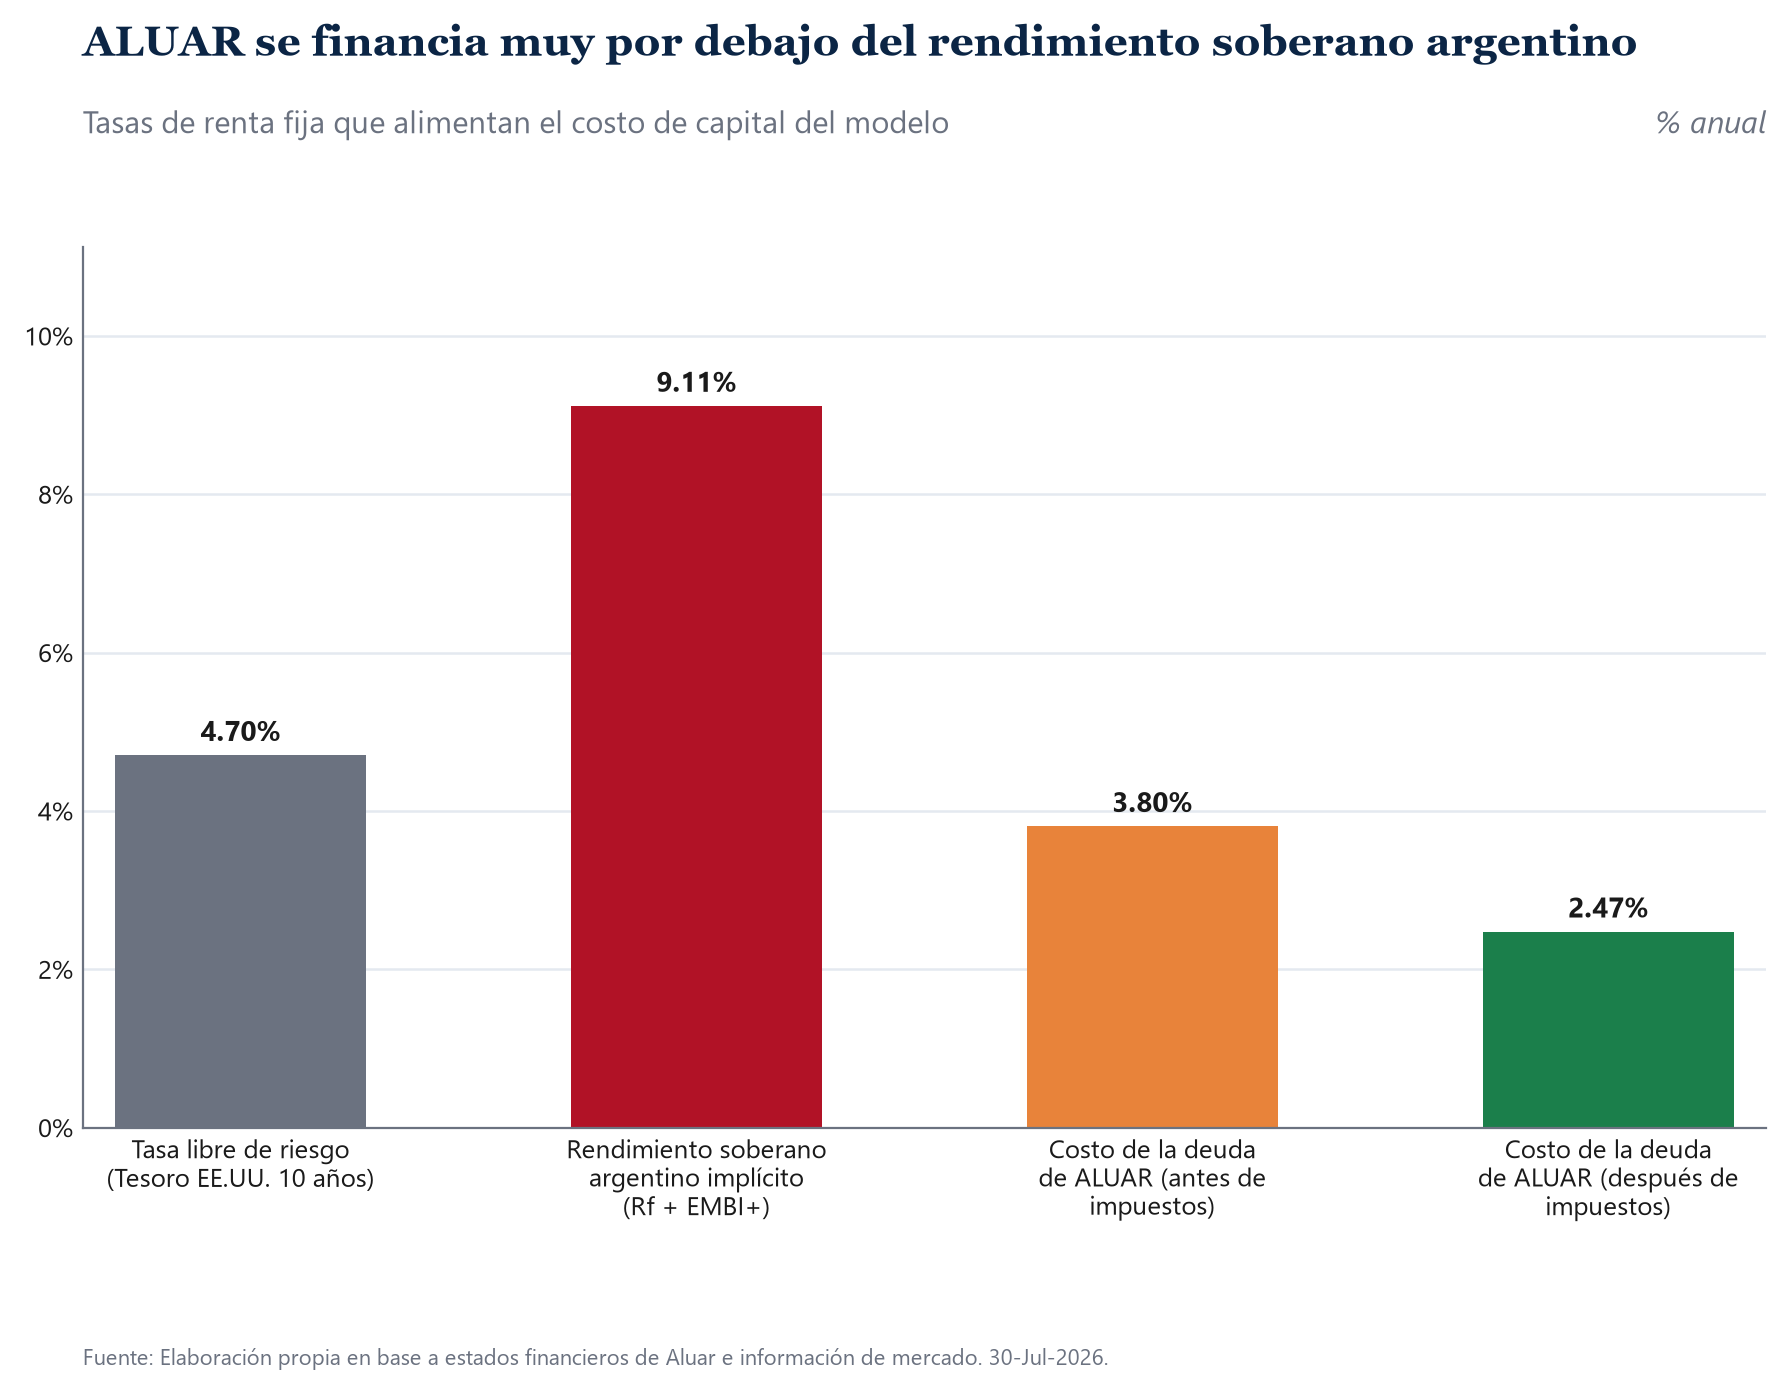 ALUAR se financia muy por debajo del rendimiento soberano argentino
Tasas de renta fija que alimentan el costo de capital del modelo
% anual
10%
8%
6%
4%
2%
0%
4.70%
9.11%
3.80%
2.47%
Tasa libre de riesgo
(Tesoro EE.UU. 10 años)
Rendimiento soberano
argentino implícito
(Rf + EMBI+)
Costo de la deuda
de ALUAR (antes de
impuestos)
Costo de la deuda
de ALUAR (después de
impuestos)
Fuente: Elaboración propia en base a estados financieros de Aluar e información de mercado. 30-Jul-2026.